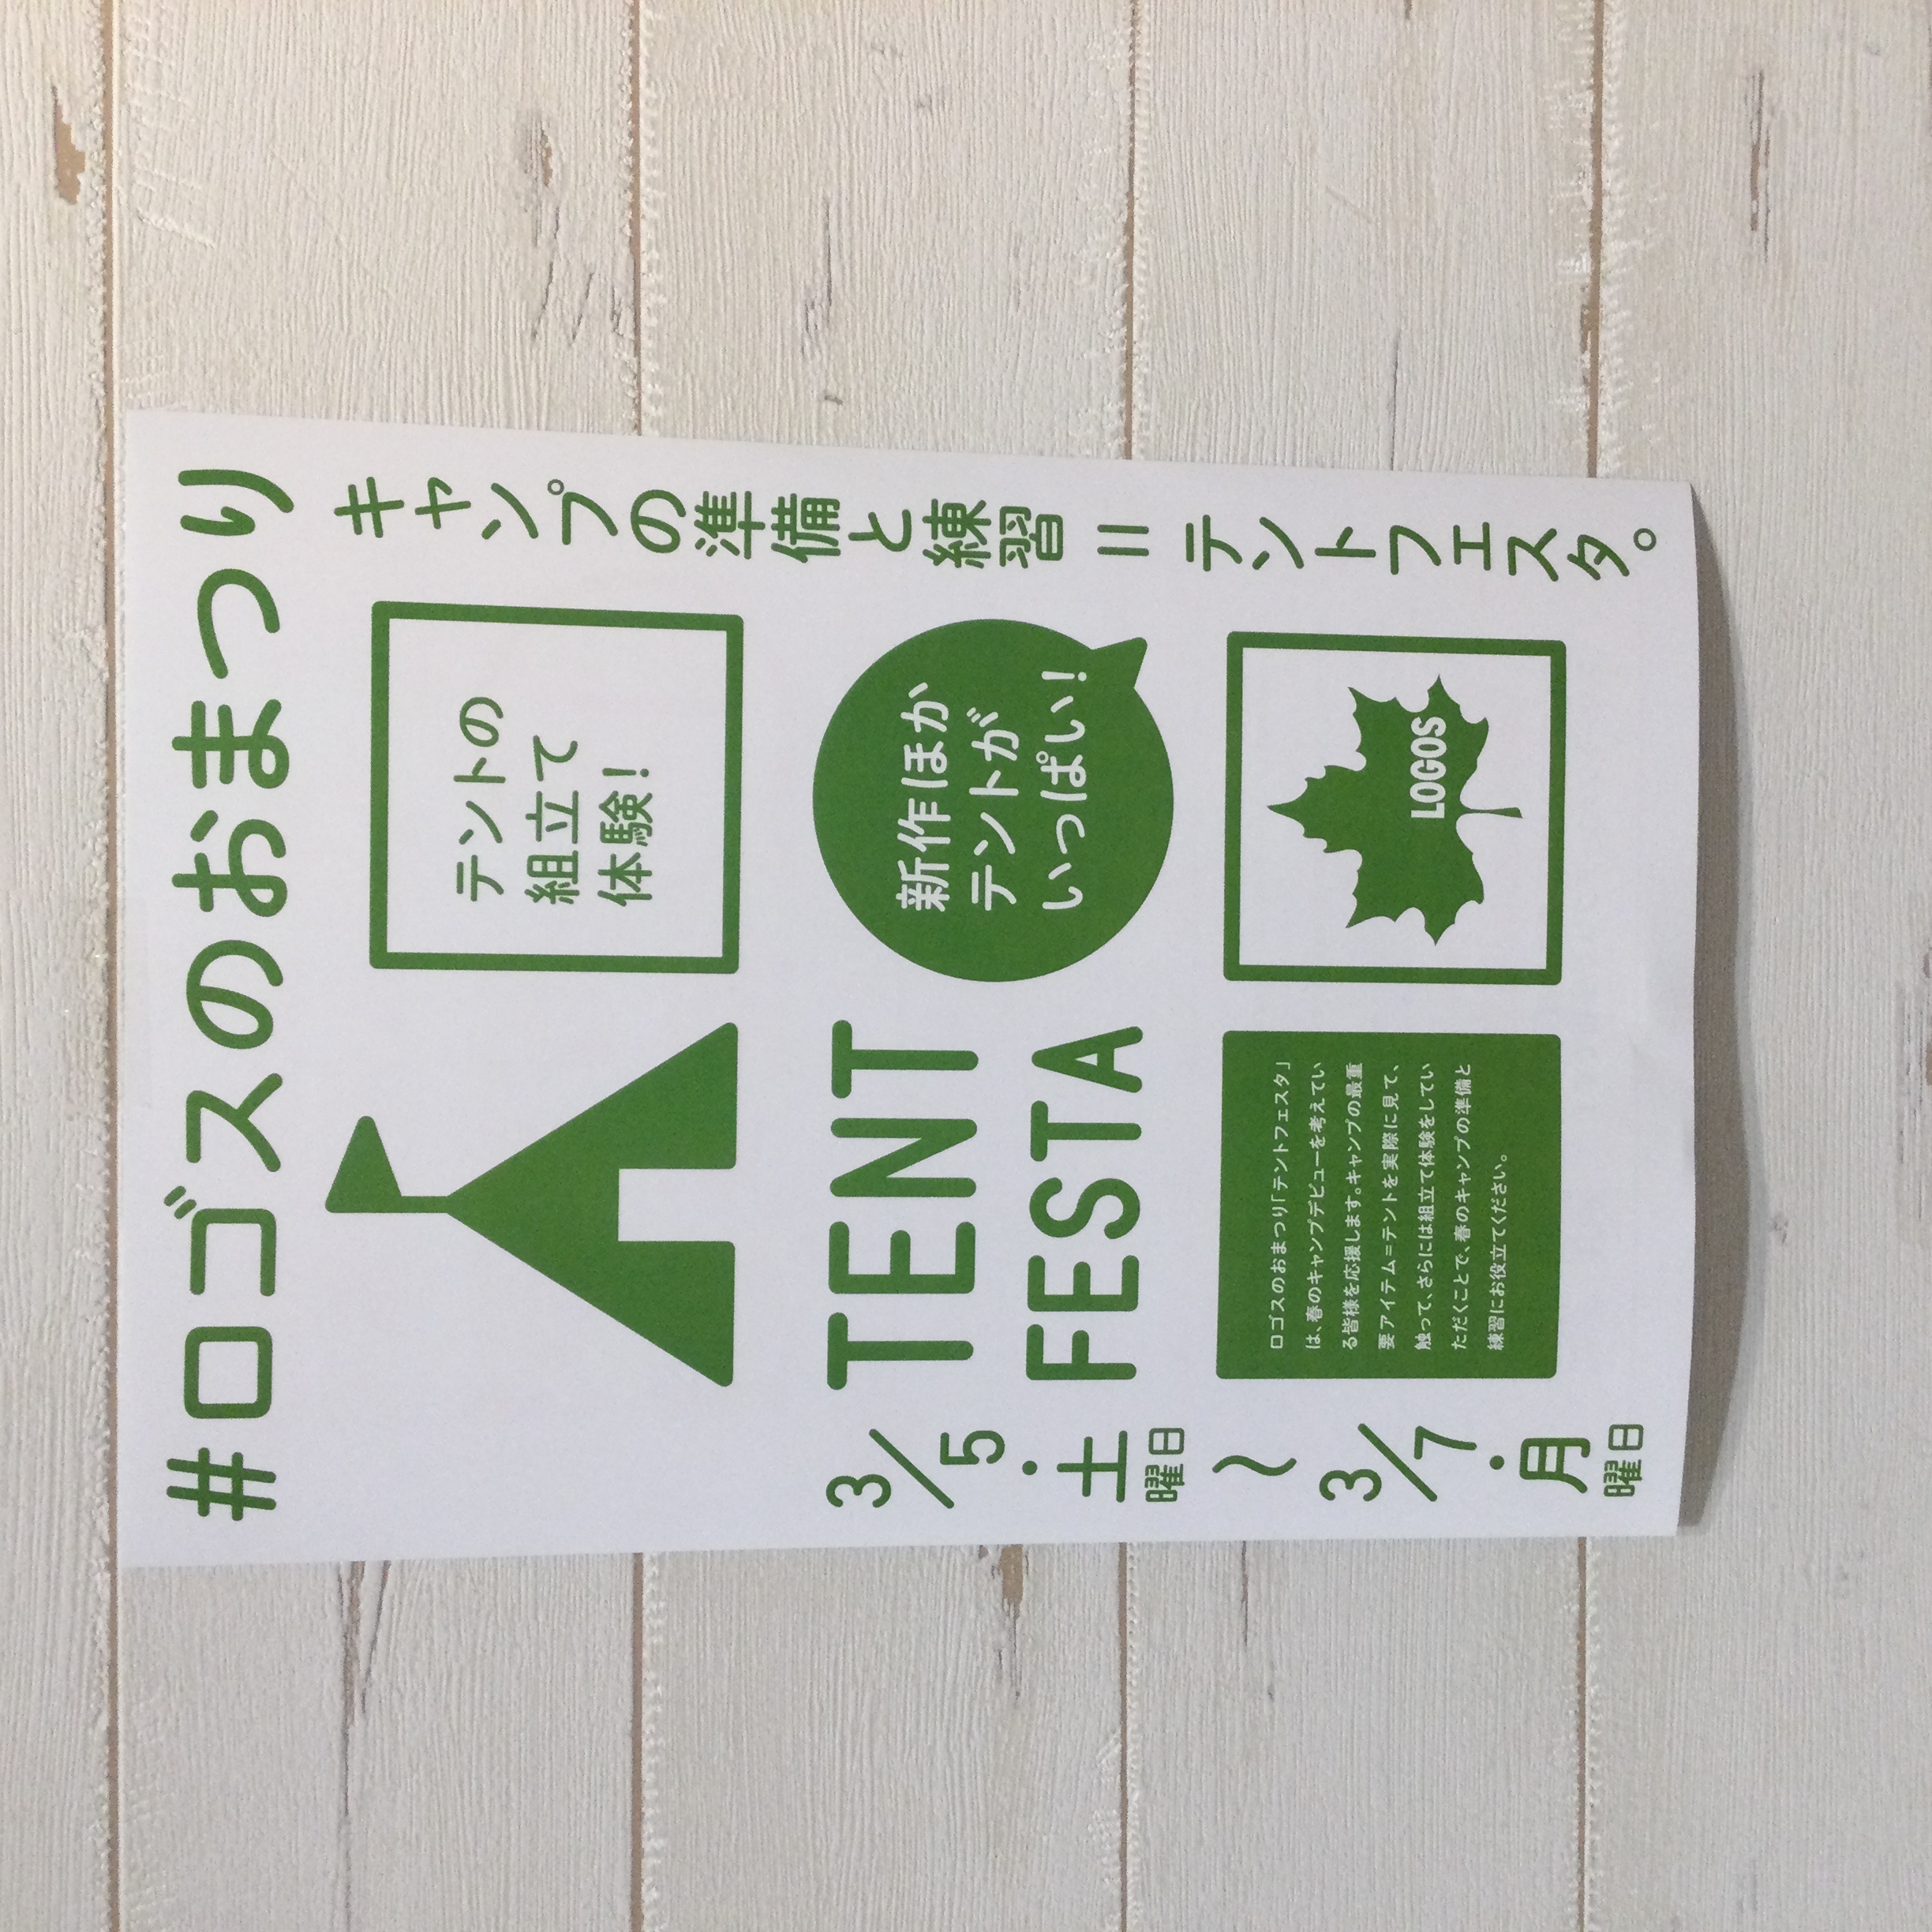 #ロゴスのおまつり
キャンプの準備と練習＝テントフェスタ。
テントの
組立て
体験！
TENT
FESTA
新作ほか
テントが
いっぱい！
3/5・土曜日〜3/7・月曜日
ロゴスのおまつり「テントフェスタ」
は、春のキャンプデビューを考えてい
る皆様を応援します。キャンプの最重
要アイテム＝テントを実際に見て、
触って、さらには組立て体験をしてい
ただくことで、春のキャンプの準備と
練習にお役立てください。
LOGOS